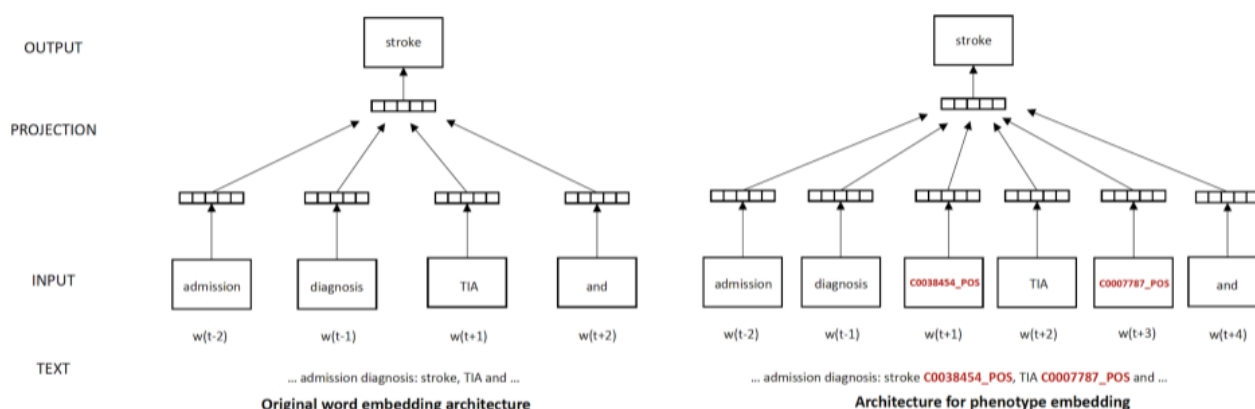 OUTPUT
stroke
stroke
PROJECTION
INPUT
admission
diagnosis
TIA
and
admission
diagnosis
C0038454_POS
TIA
C0007787_POS
and
w(t-2)
w(t-1)
w(t+1)
w(t+2)
w(t-2)
w(t-1)
w(t+1)
w(t+2)
w(t+3)
w(t+4)
TEXT
... admission diagnosis: stroke, TIA and ...
... admission diagnosis: stroke C0038454_POS, TIA C0007787_POS and ...
Original word embedding architecture
Architecture for phenotype embedding